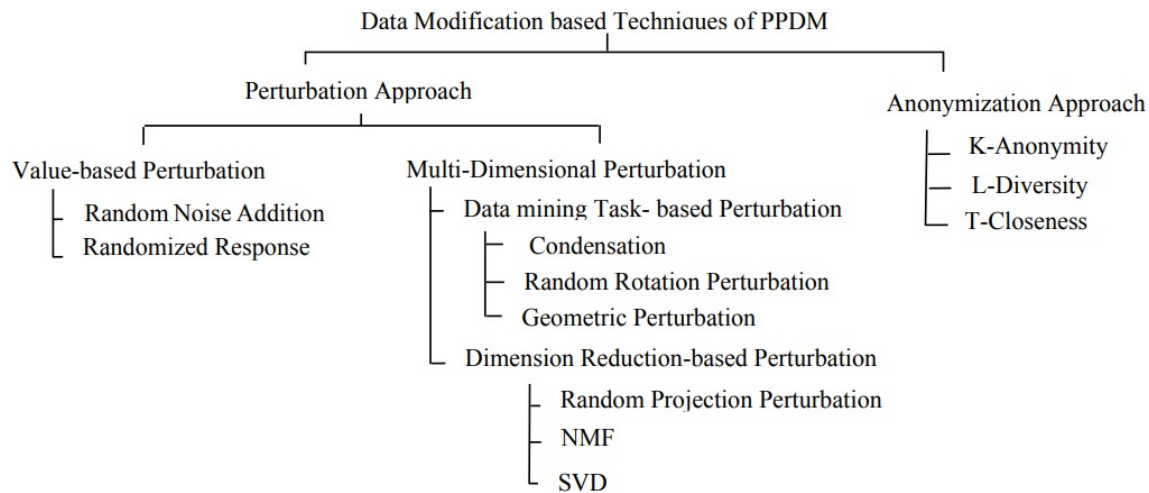 Data Modification based Techniques of PPDM
Perturbation Approach
Anonymization Approach
K-Anonymity
L-Diversity
T-Closeness
Value-based Perturbation
Random Noise Addition
Randomized Response
Multi-Dimensional Perturbation
Data mining Task- based Perturbation
Condensation
Random Rotation Perturbation
Geometric Perturbation
Dimension Reduction-based Perturbation
Random Projection Perturbation
NMF
SVD